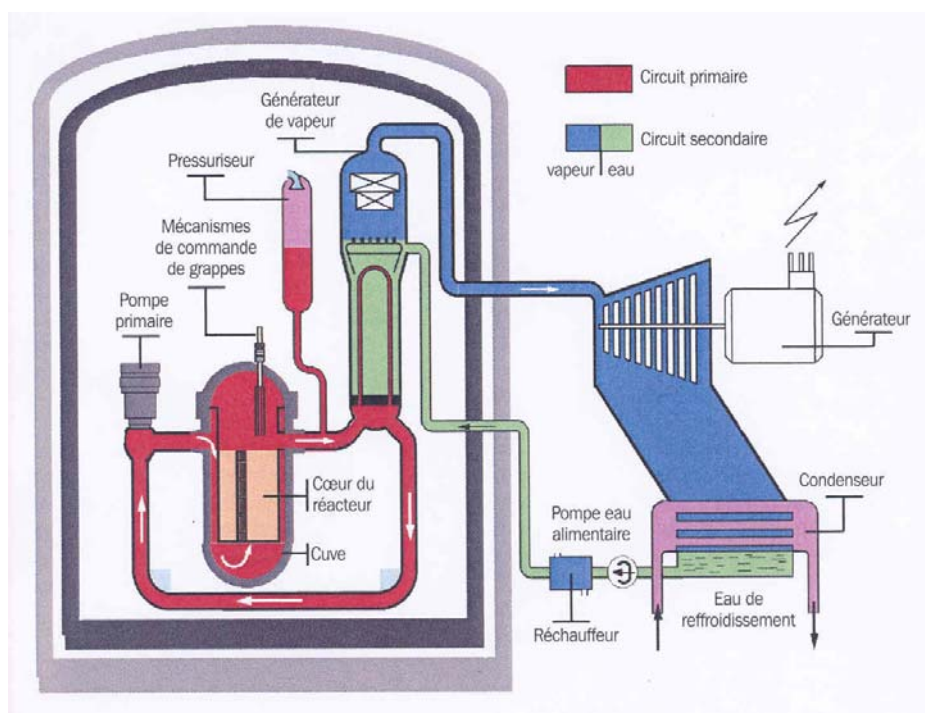 Circuit primaire
Circuit secondaire
vapeur eau
Générateur
de vapeur
Pressuriseur
Mécanismes
de commande
de grappes
Pompe
primaire
Générateur
Cœur du
réacteur
Cuve
Condenseur
Pompe eau
alimentaire
Réchauffeur
Eau de
reffroidissement